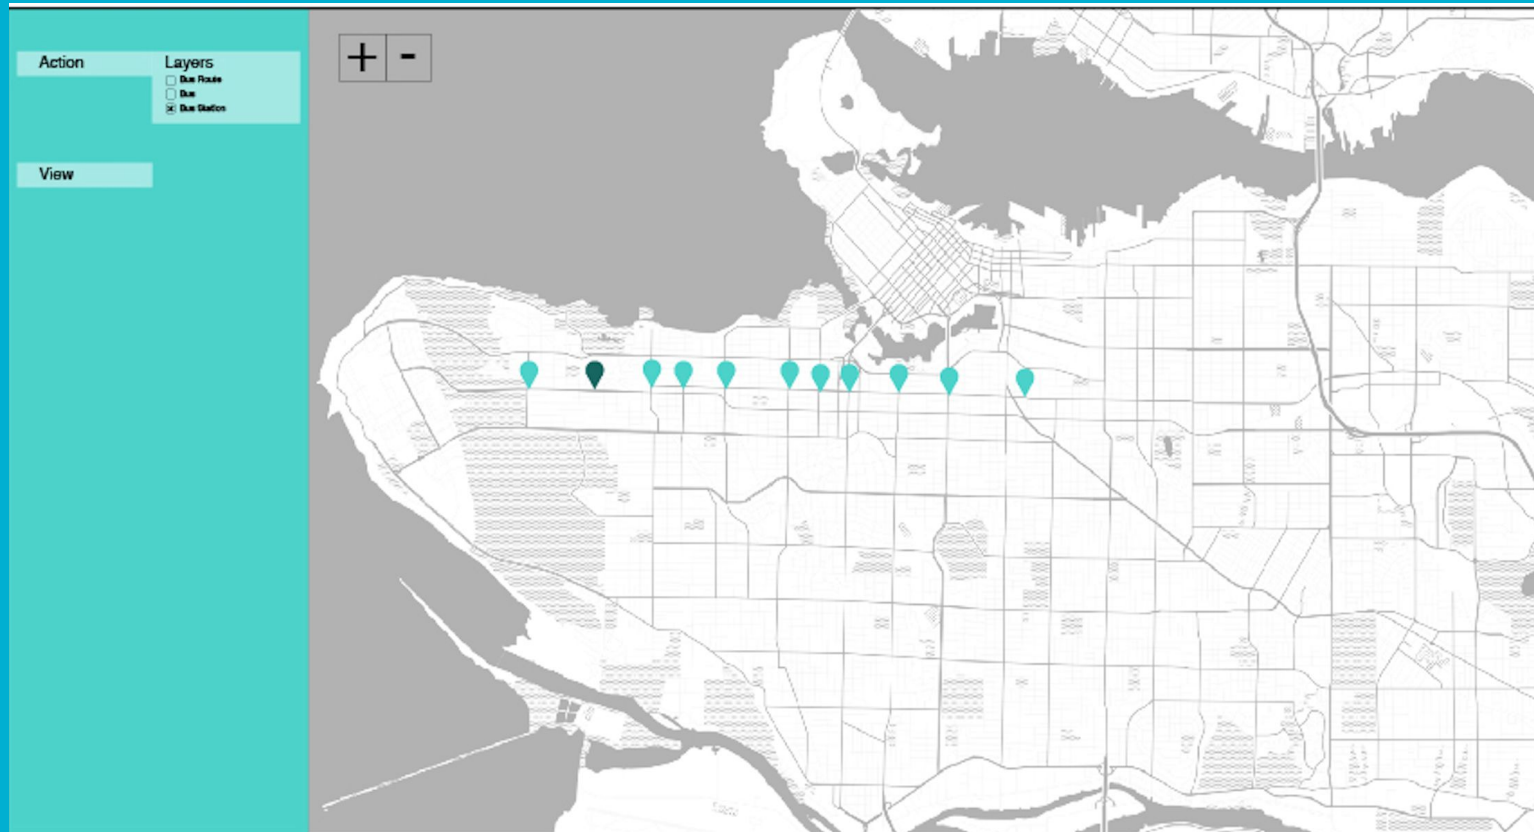 Action
Layers
Bus Route
Bus
Bus Station
View
+ -